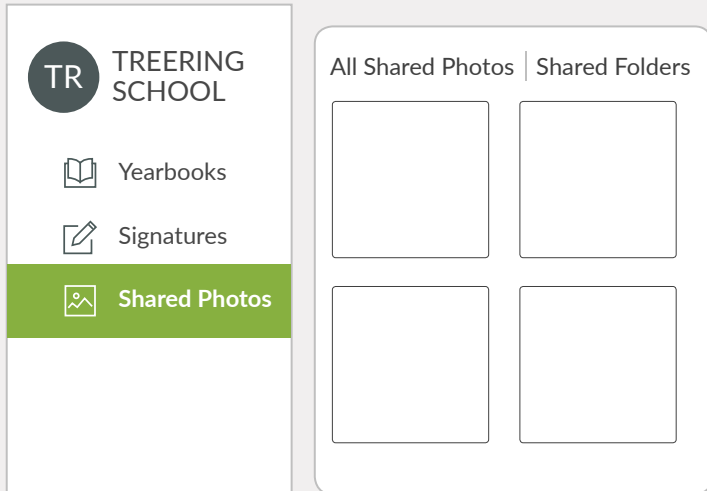 TR
TREERING
SCHOOL
Yearbooks
Signatures
Shared Photos
All Shared Photos | Shared Folders